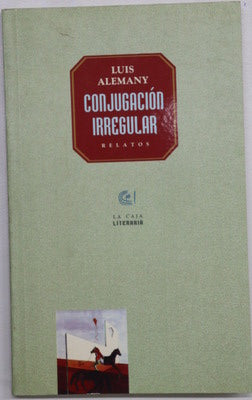 LUIS
ALEMANY
CONJUGACIÓN
IRREGULAR
RELATOS
LA CAJA
LITERARIA